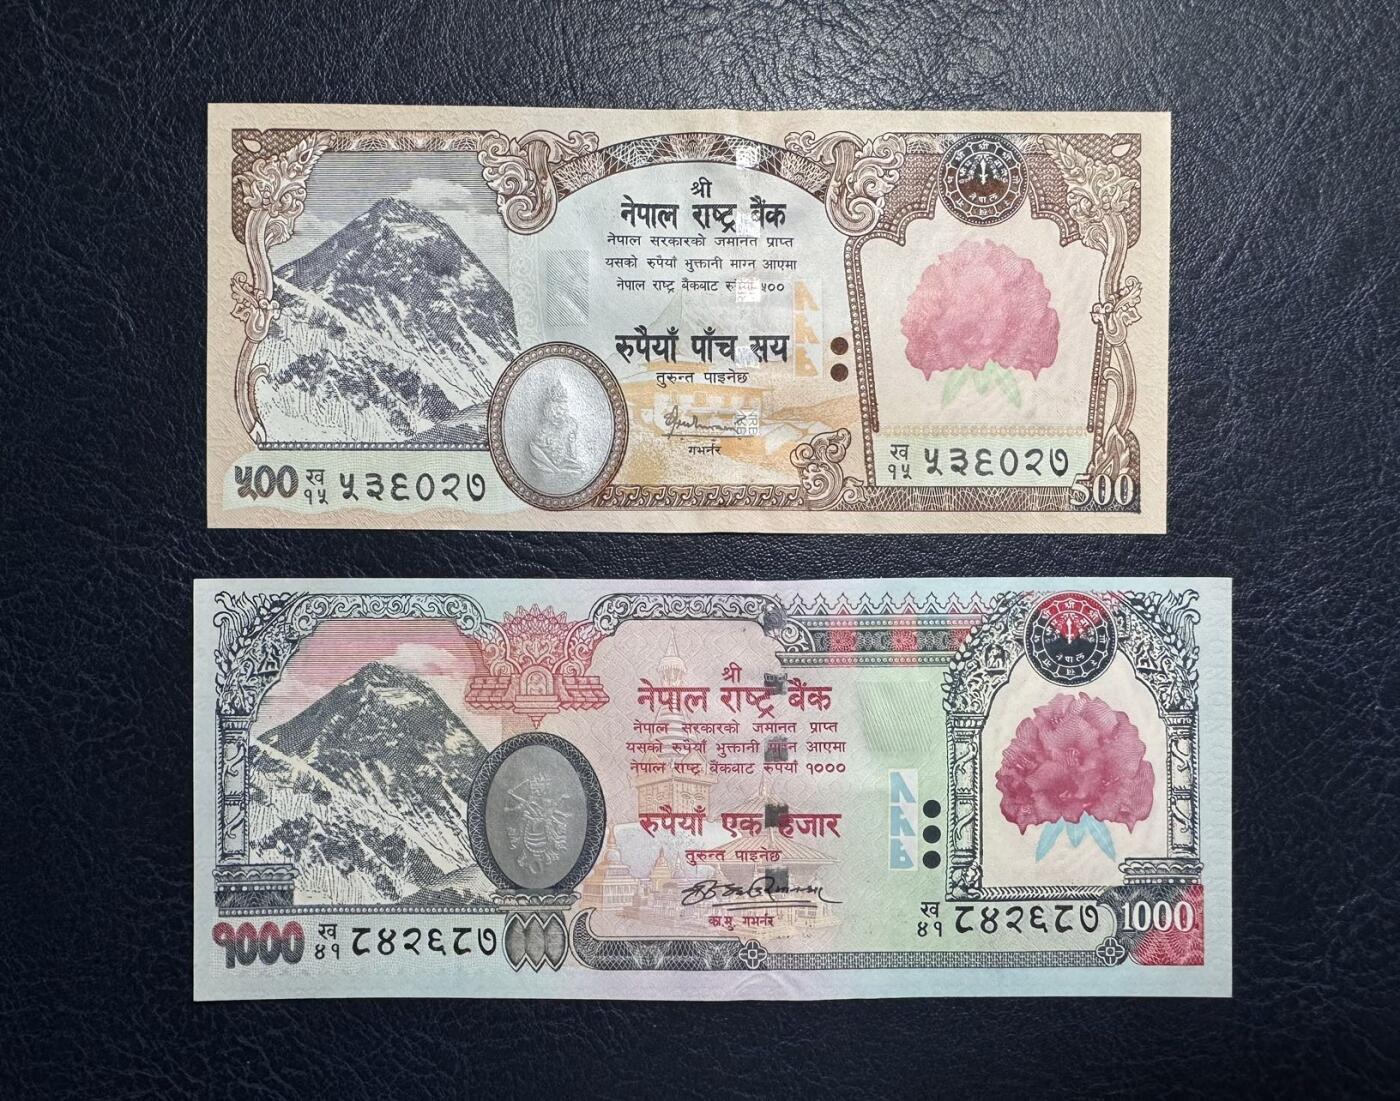 श्री
नेपाल राष्ट्र बैंक
नेपाल सरकारको जमानत प्राप्त
यसको रुपैयाँ भुक्तानी माग्न आएमा
नेपाल राष्ट्र बैंकबाट रुपैयाँ ५००
रुपैयाँ पाँच सय
तुरुन्त पाइनेछ
गभर्नर
५०० ख १५ ५३६०२७
ख १५ ५३६०२७
500
श्री
नेपाल राष्ट्र बैंक
नेपाल सरकारको जमानत प्राप्त
यसको रुपैयाँ भुक्तानी माग्न आएमा
नेपाल राष्ट्र बैंकबाट रुपैयाँ १०००
रुपैयाँ एक हजार
तुरुन्त पाइनेछ
का.मु. गभर्नर
१००० ख ४१ ८४२६८७
ख ४१ ८४२६८७
1000